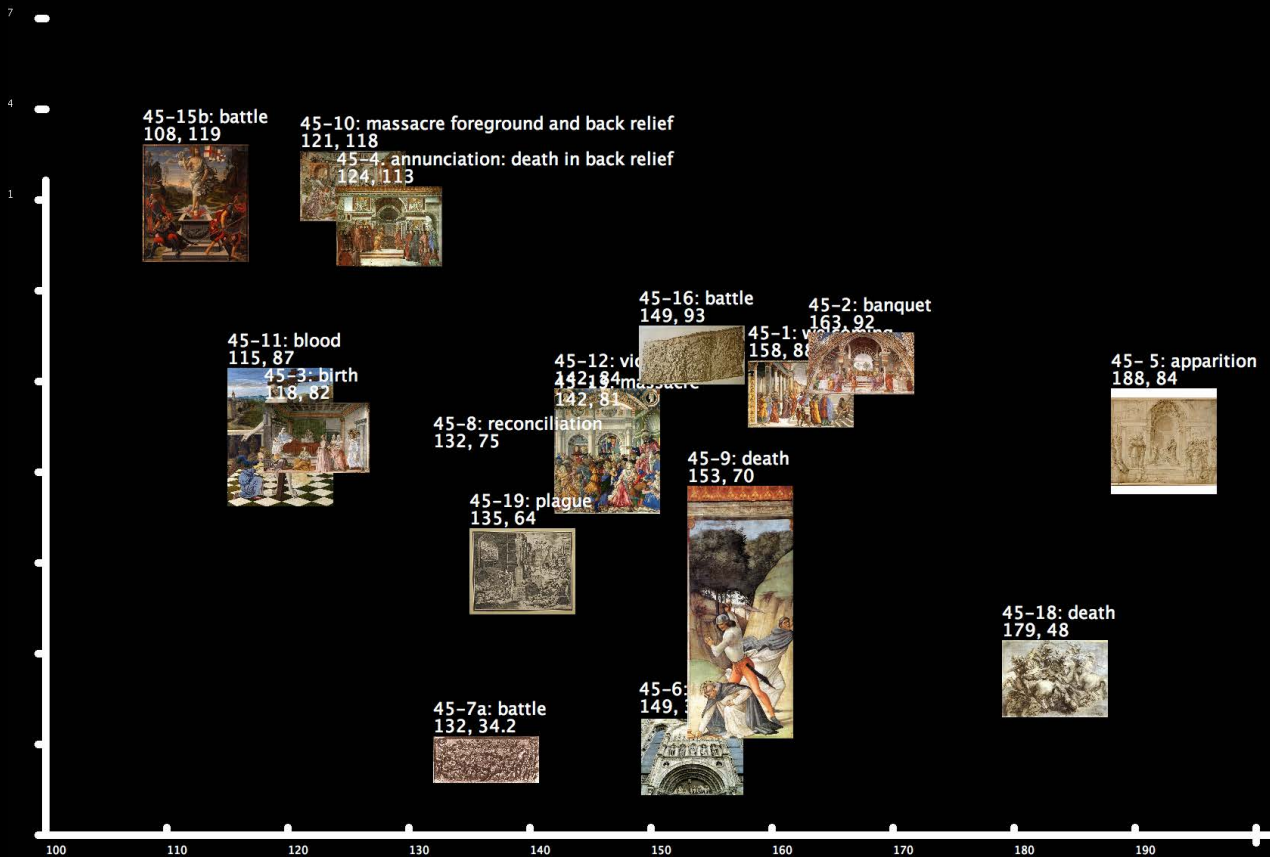 7
4
1
45-15b: battle
108, 119
45-10: massacre foreground and back relief
121, 118
45-4. annunciation: death in back relief
124, 113
45-16: battle
149, 93
45-2: banquet
163, 92
45-1:
158, 88
45-11: blood
115, 87
45-3: birth
118, 82
45-12:
142, 84
massacre
142, 81
45- 5: apparition
188, 84
45-8: reconciliation
132, 75
45-9: death
153, 70
45-19: plague
135, 64
45-18: death
179, 48
45-7a: battle
132, 34.2
45-6:
149,
100 110 120 130 140 150 160 170 180 190